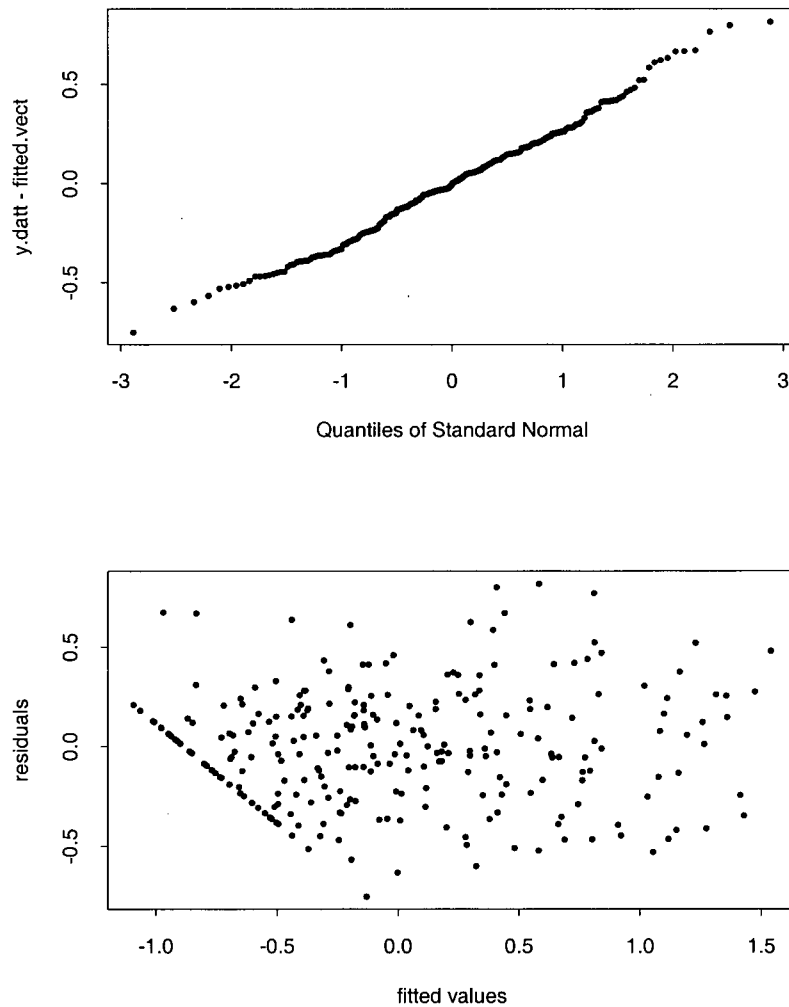 y.datt - fitted.vect
0.5
0.0
-0.5
-3 -2 -1 0 1 2 3
Quantiles of Standard Normal
residuals
0.5
0.0
-0.5
-1.0 -0.5 0.0 0.5 1.0 1.5
fitted values